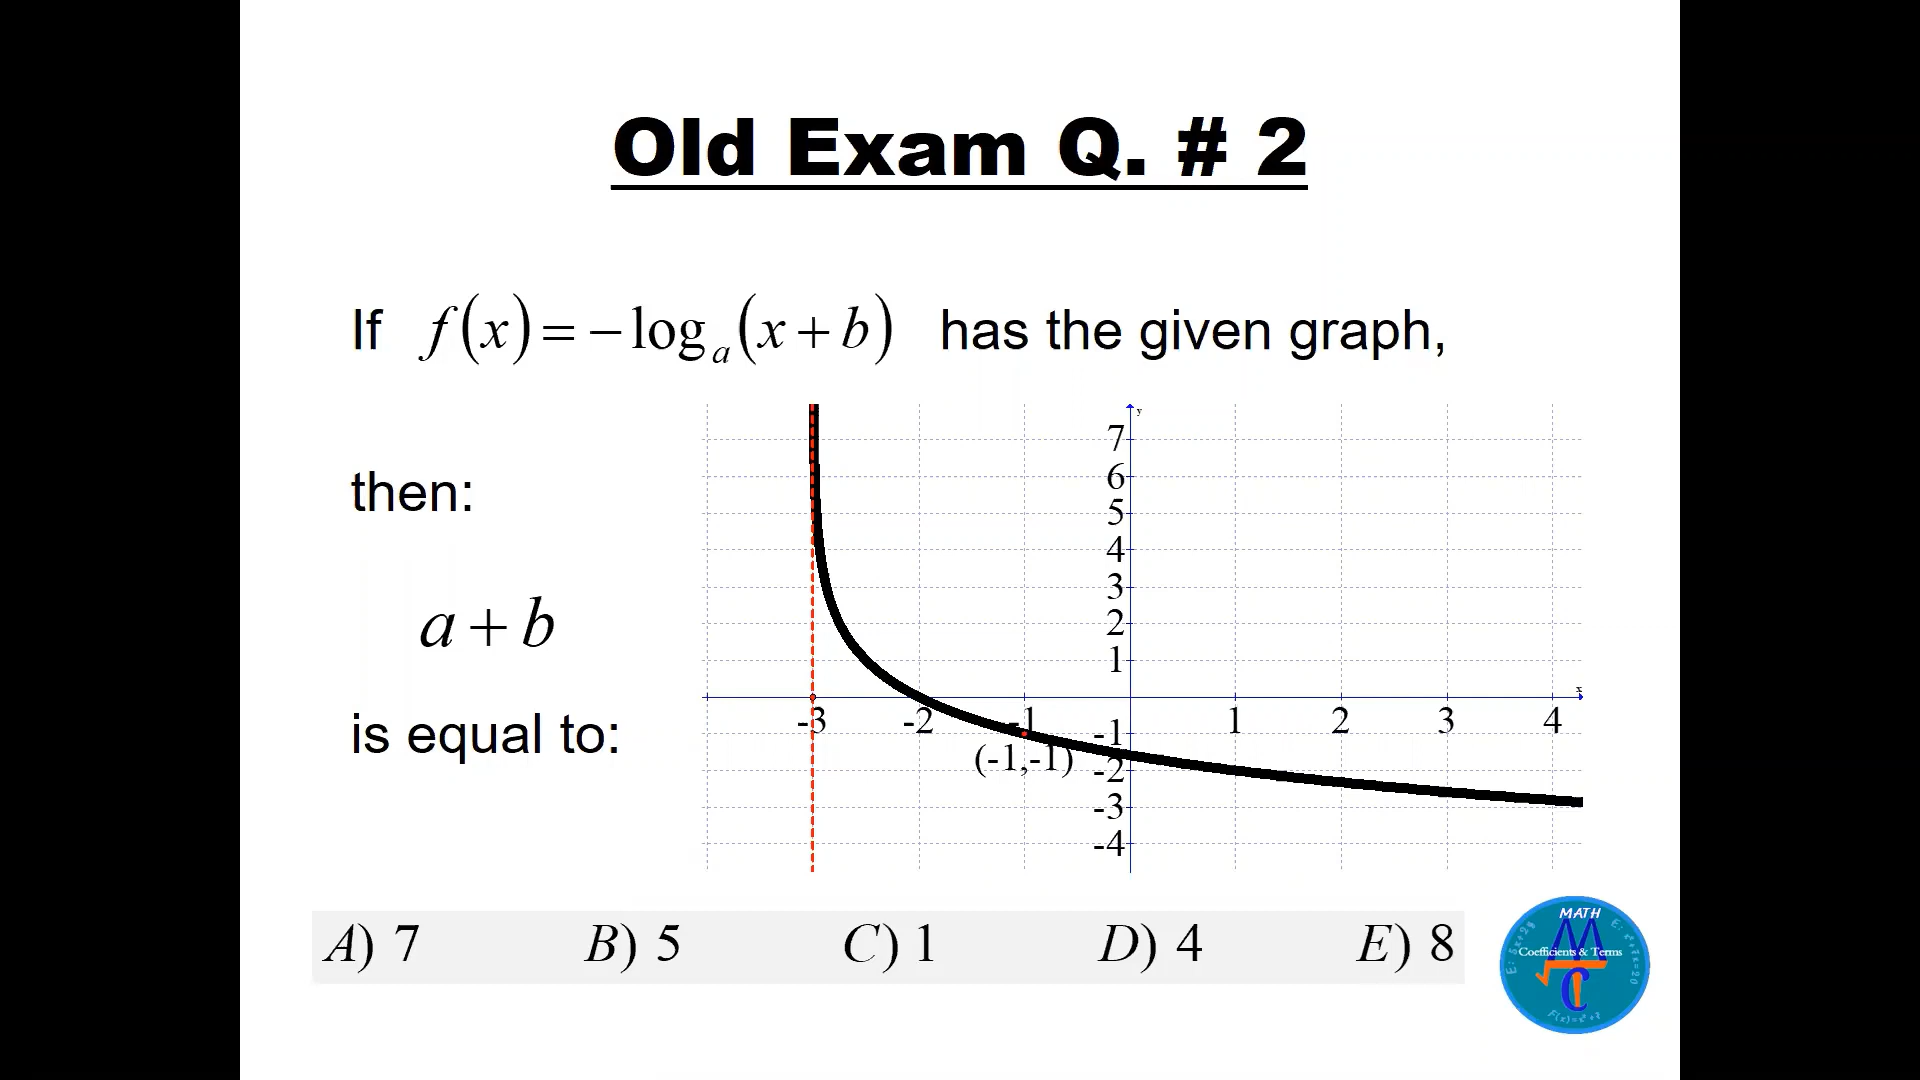 Old Exam Q. # 2
If f(x) = −log_a(x + b) has the given graph,
then:
a + b
is equal to:
y
7
6
5
4
3
2
1
x
-3 -2 -1 1 2 3 4
-1
(-1,-1)
-2
-3
-4
A) 7 B) 5 C) 1 D) 4 E) 8
MATH
Coefficients & Terms